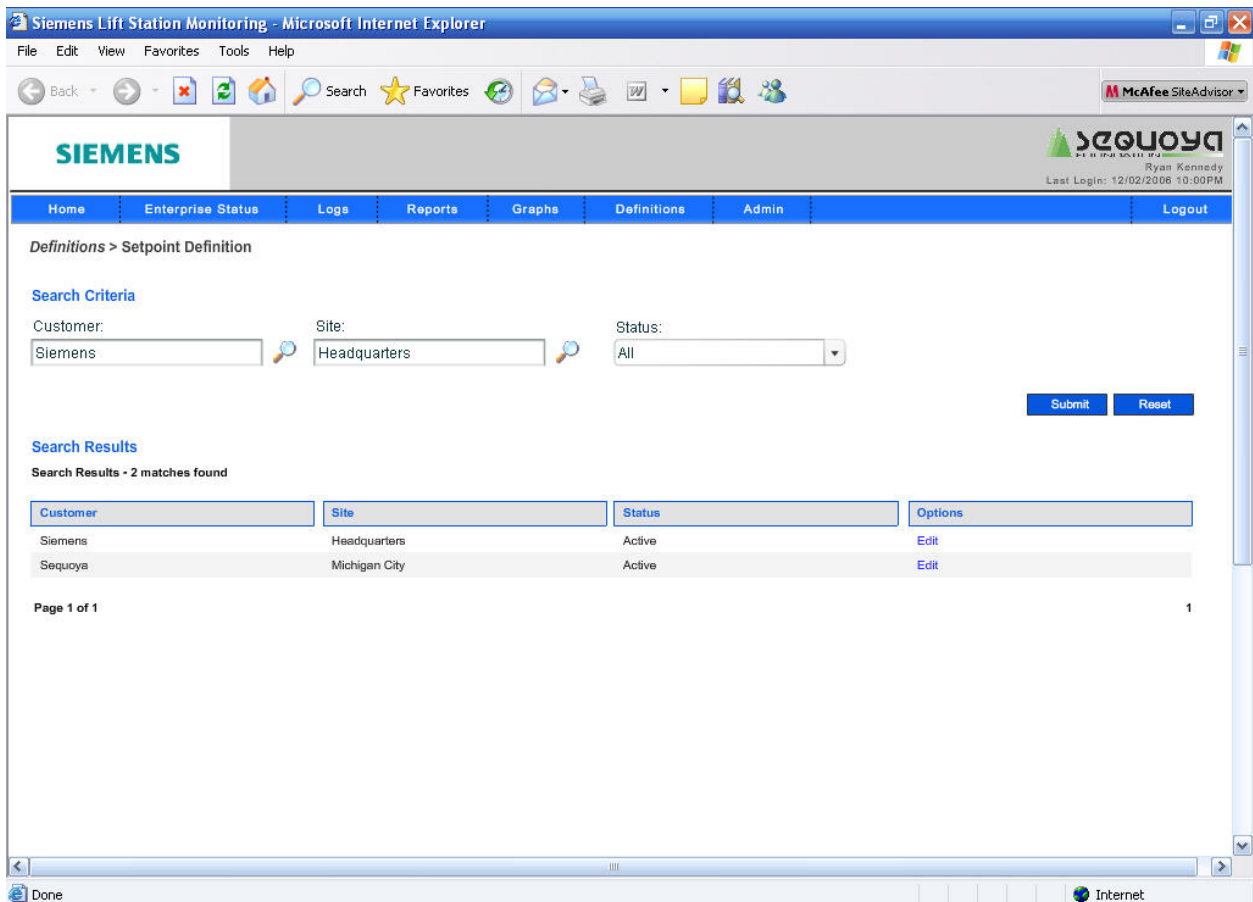 Siemens Lift Station Monitoring - Microsoft Internet Explorer
File Edit View Favorites Tools Help
Back Search Favorites McAfee SiteAdvisor
SIEMENS
sequoya
Ryan Kennedy
Last Login: 12/02/2006 10:00PM
Home Enterprise Status Logs Reports Graphs Definitions Admin Logout
Definitions > Setpoint Definition
Search Criteria
Customer: Site: Status:
Siemens Headquarters All
Submit Reset
Search Results
Search Results - 2 matches found
Customer Site Status Options
Siemens Headquarters Active Edit
Sequoya Michigan City Active Edit
Page 1 of 1 1
Done Internet